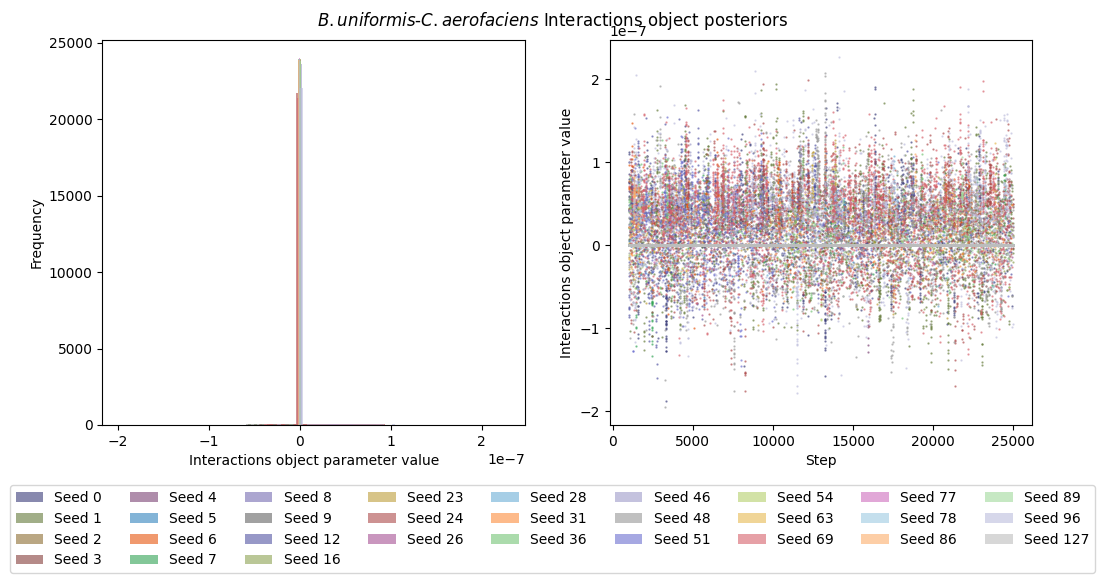 B.uniformis-C.aerofaciens Interactions object posteriors
25000
20000
15000
10000
5000
0
Frequency
−2
−1
0
1
2
1e−7
Interactions object parameter value
1e−7
2
1
0
−1
−2
Interactions object parameter value
0
5000
10000
15000
20000
25000
Step
Seed 0 Seed 4 Seed 8 Seed 23 Seed 28 Seed 46 Seed 54 Seed 77 Seed 89
Seed 1 Seed 5 Seed 9 Seed 24 Seed 31 Seed 48 Seed 63 Seed 78 Seed 96
Seed 2 Seed 6 Seed 12 Seed 26 Seed 36 Seed 51 Seed 69 Seed 86 Seed 127
Seed 3 Seed 7 Seed 16